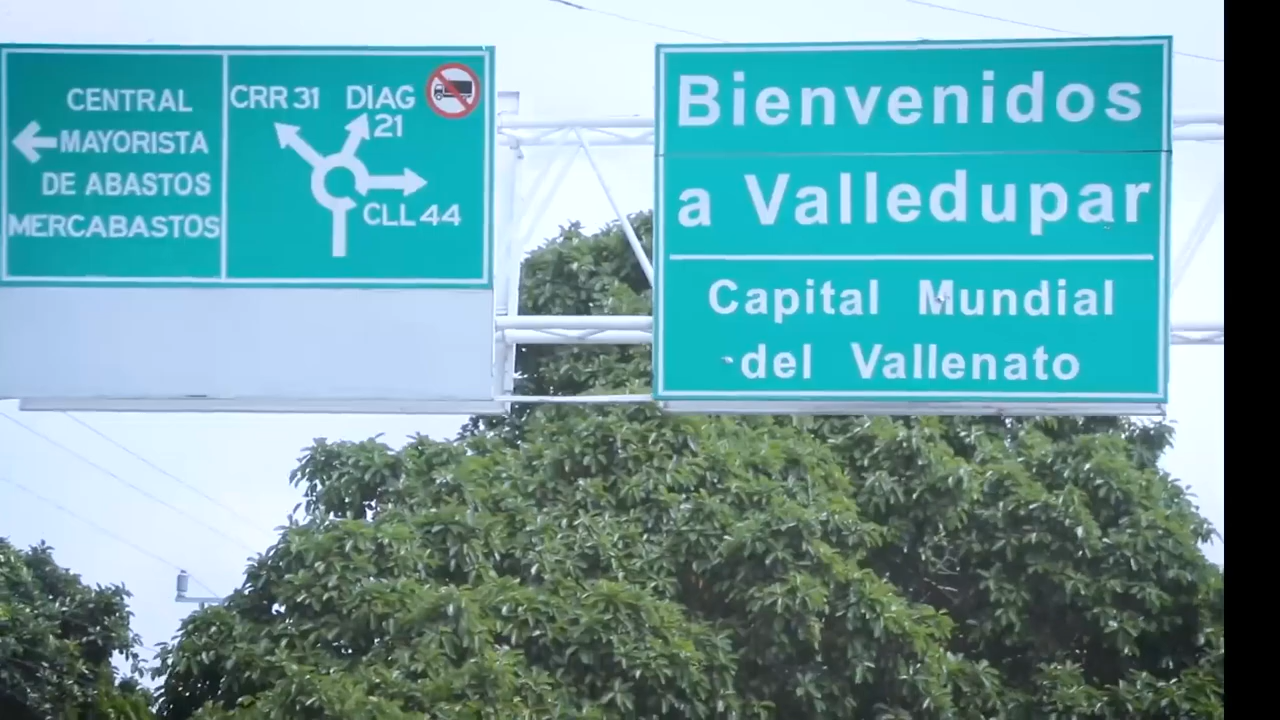 CENTRAL
MAYORISTA
DE ABASTOS
MERCABASTOS
CRR 31
DIAG
21
CLL 44
Bienvenidos
a Valledupar
Capital Mundial
del Vallenato